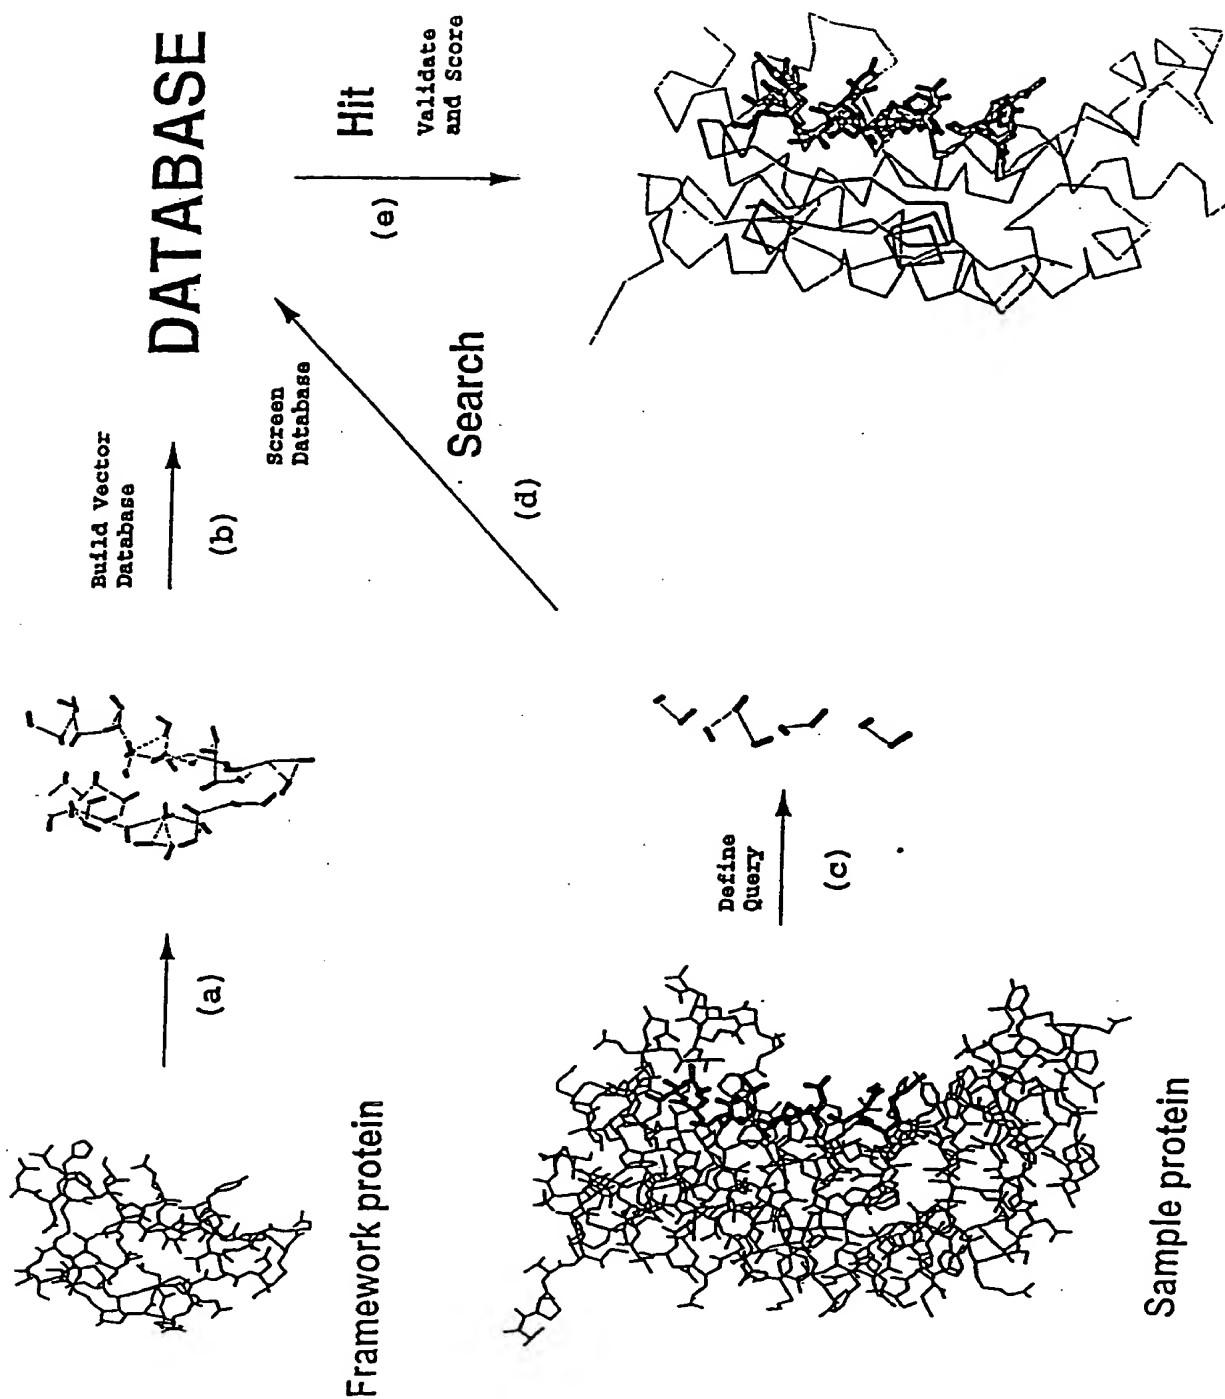 Framework protein
(a)
Build Vector
Database
(b)
DATABASE
Sample protein
Define
Query
(c)
Screen
Database
Search
(d)
(e)
Hit
Validate
and Score